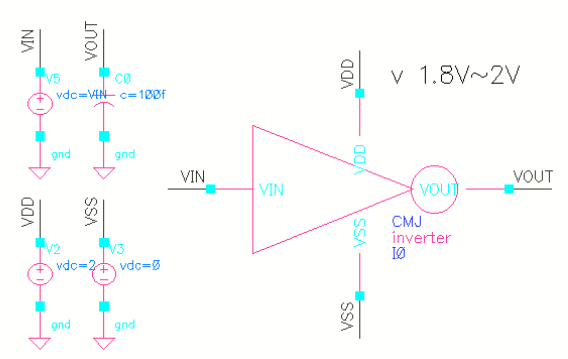 VIN
VOUT
V5
vdc=VIN
C0
c=100f
gnd
gnd
VDD
VSS
V2
vdc=2
V3
vdc=0
gnd
gnd
VDD
v 1.8V~2V
VDD
VIN
VIN
VOUT
VOUT
VSS
CMJ
inverter
I0
VSS